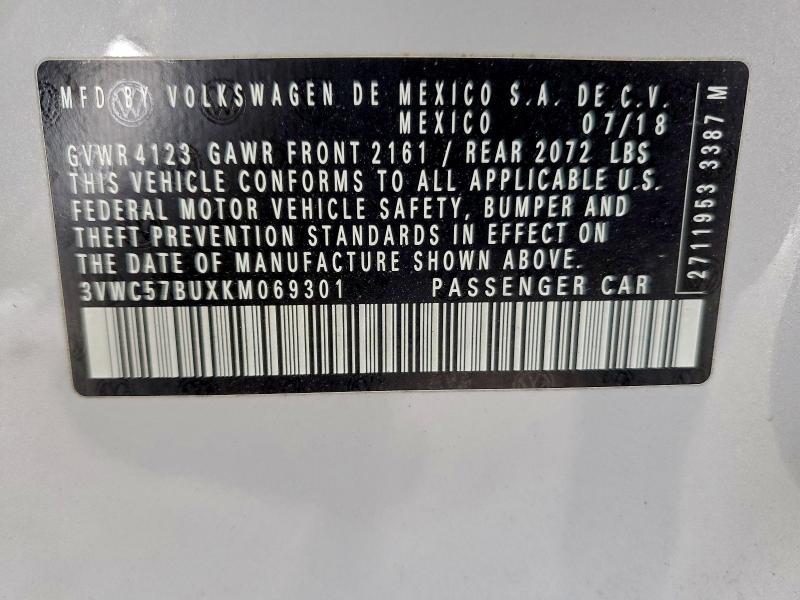 MFD BY VOLKSWAGEN DE MEXICO S.A. DE C.V.
MEXICO 07/18
GVWR 4123 GAWR FRONT 2161 / REAR 2072 LBS
THIS VEHICLE CONFORMS TO ALL APPLICABLE U.S.
FEDERAL MOTOR VEHICLE SAFETY, BUMPER AND
THEFT PREVENTION STANDARDS IN EFFECT ON
THE DATE OF MANUFACTURE SHOWN ABOVE.
3VWC57BUXKM069301 PASSENGER CAR
2711953 3387 M